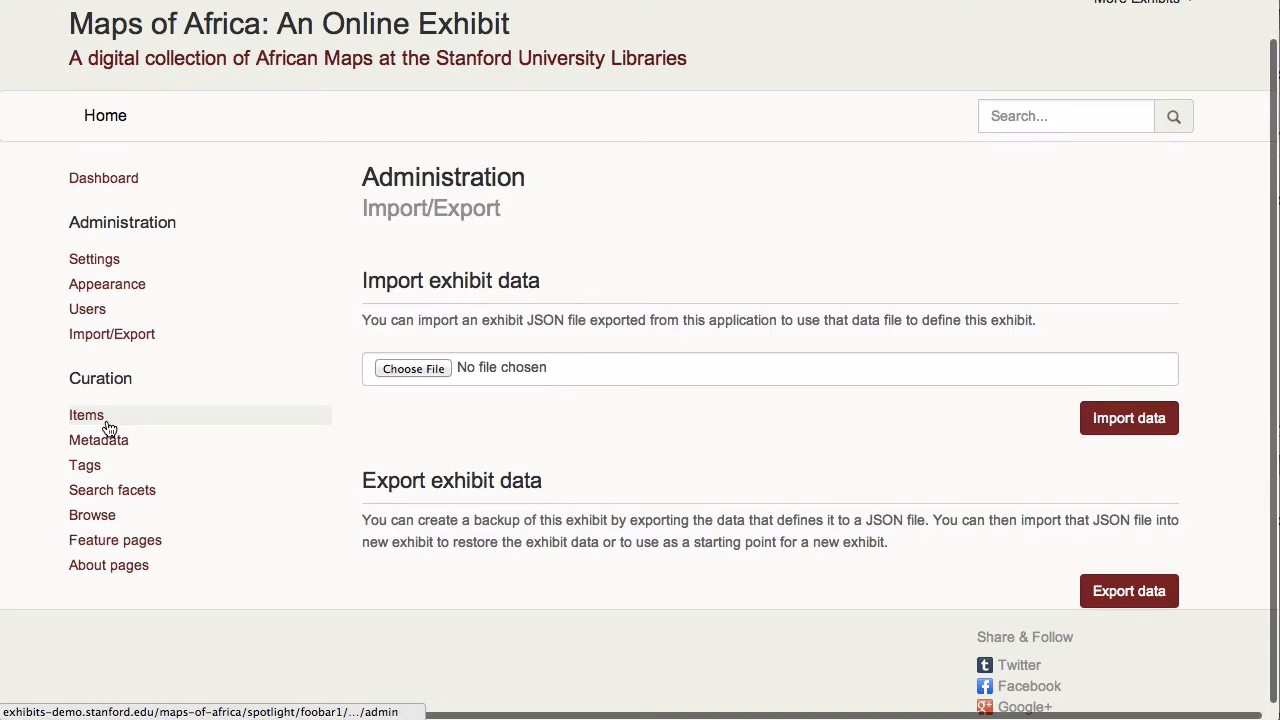 More Exhibits
Maps of Africa: An Online Exhibit
A digital collection of African Maps at the Stanford University Libraries
Home
Search...
Dashboard
Administration
Settings
Appearance
Users
Import/Export
Curation
Items
Metadata
Tags
Search facets
Browse
Feature pages
About pages
Administration
Import/Export
Import exhibit data
You can import an exhibit JSON file exported from this application to use that data file to define this exhibit.
Choose File No file chosen
Import data
Export exhibit data
You can create a backup of this exhibit by exporting the data that defines it to a JSON file. You can then import that JSON file into
new exhibit to restore the exhibit data or to use as a starting point for a new exhibit.
Export data
Share & Follow
Twitter
Facebook
Google+
exhibits-demo.stanford.edu/maps-of-africa/spotlight/foobar1/.../admin